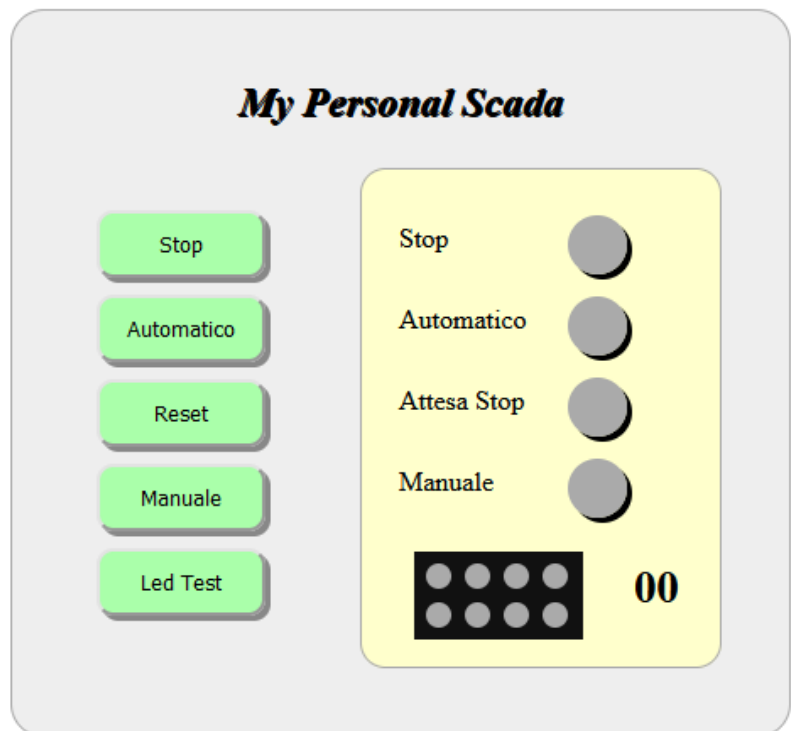 My Personal Scada
Stop
Automatico
Reset
Manuale
Led Test
Stop
Automatico
Attesa Stop
Manuale
00